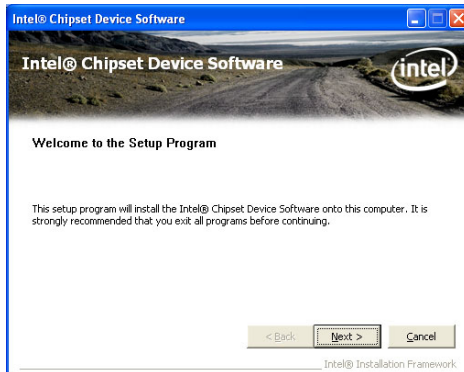 Intel® Chipset Device Software
Intel® Chipset Device Software
intel
Welcome to the Setup Program
This setup program will install the Intel® Chipset Device Software onto this computer. It is
strongly recommended that you exit all programs before continuing.
< Back Next > Cancel
Intel® Installation Framework